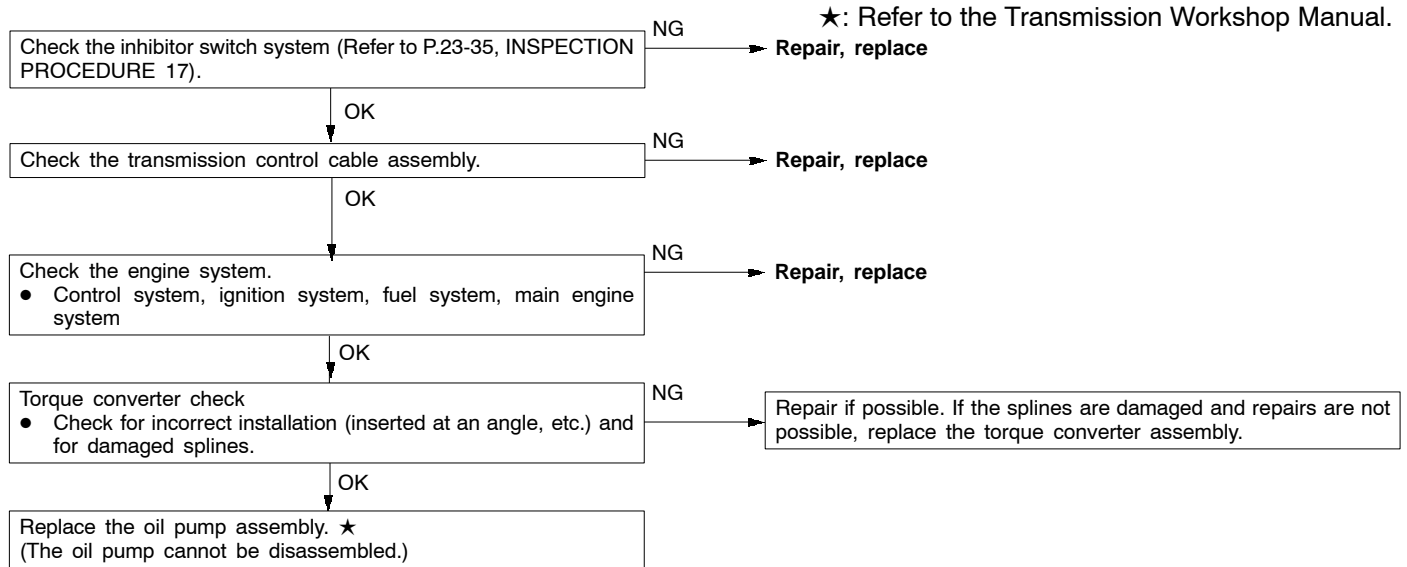 ★: Refer to the Transmission Workshop Manual.
Check the inhibitor switch system (Refer to P.23-35, INSPECTION
PROCEDURE 17).
NG
Repair, replace
OK
Check the transmission control cable assembly.
NG
Repair, replace
OK
Check the engine system.
● Control system, ignition system, fuel system, main engine
system
NG
Repair, replace
OK
Torque converter check
● Check for incorrect installation (inserted at an angle, etc.) and
for damaged splines.
NG
Repair if possible. If the splines are damaged and repairs are not
possible, replace the torque converter assembly.
OK
Replace the oil pump assembly. ★
(The oil pump cannot be disassembled.)